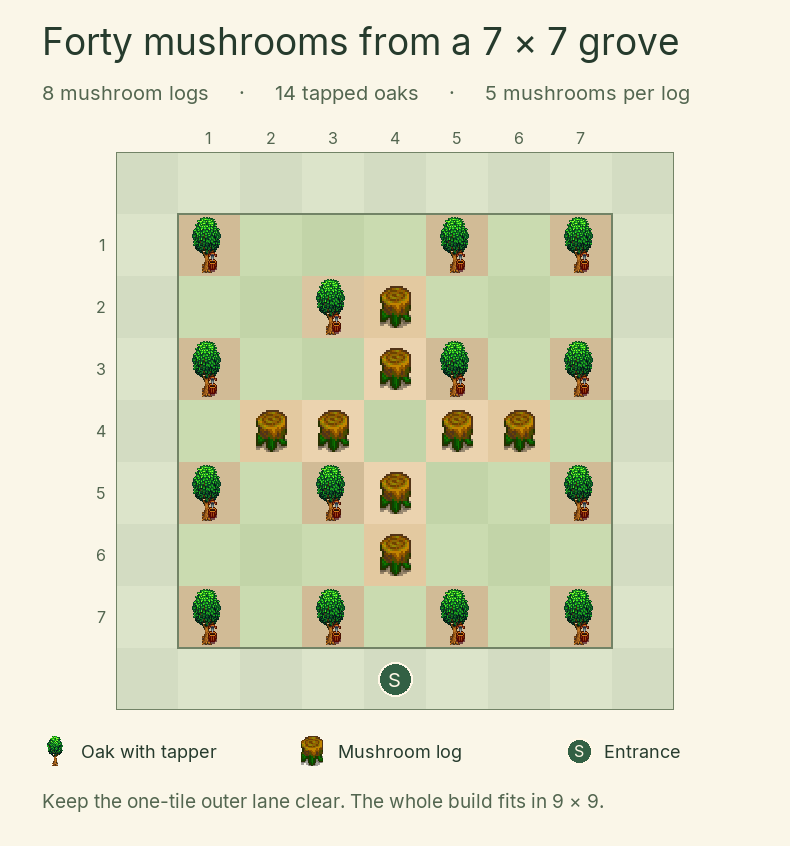 Forty mushrooms from a 7 × 7 grove
8 mushroom logs · 14 tapped oaks · 5 mushrooms per log
1 2 3 4 5 6 7
1
2
3
4
5
6
7
S
Oak with tapper Mushroom log S Entrance
Keep the one-tile outer lane clear. The whole build fits in 9 × 9.